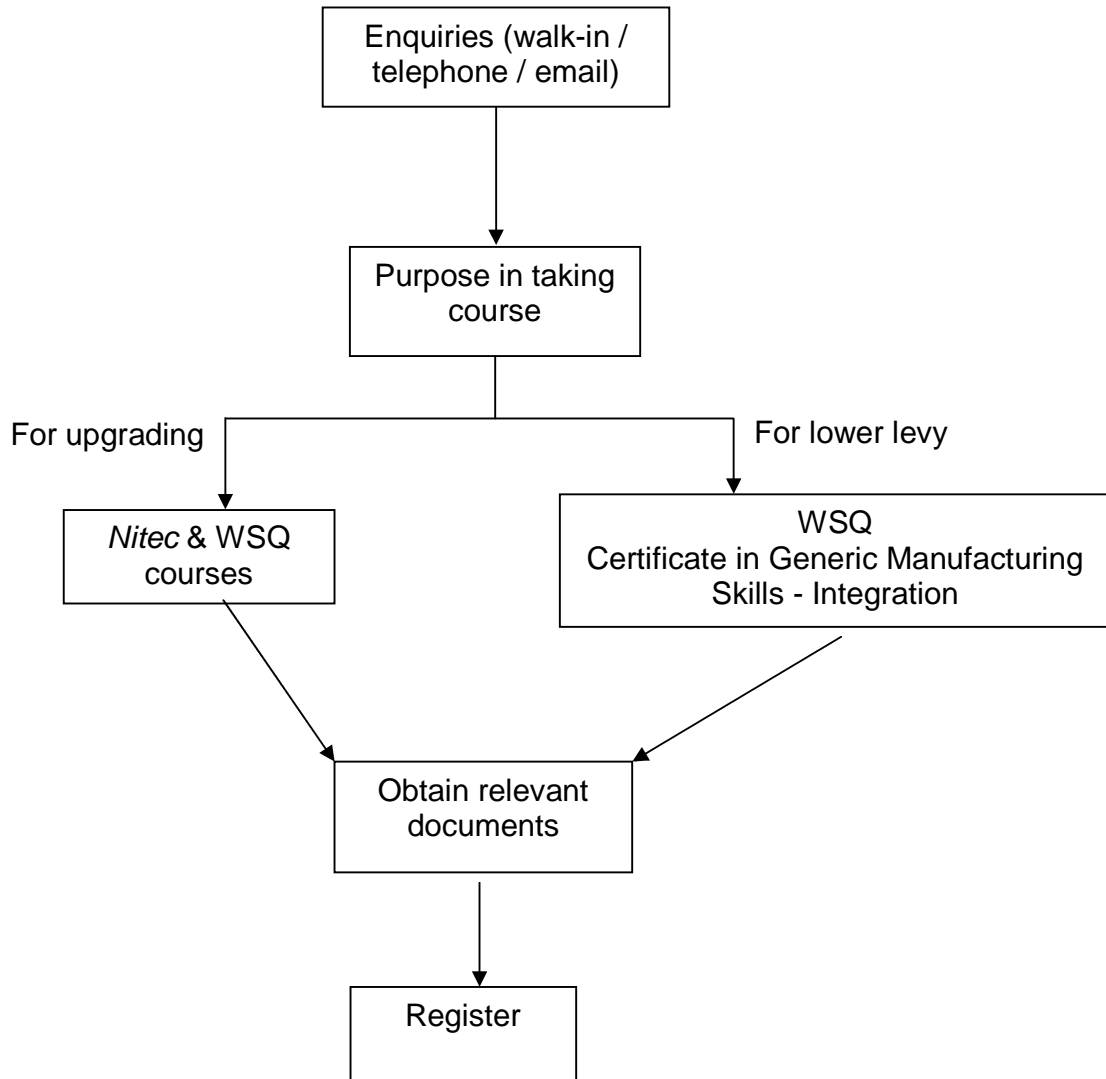 Enquiries (walk-in /
telephone / email)
Purpose in taking
course
For upgrading
For lower levy
Nitec & WSQ
courses
WSQ
Certificate in Generic Manufacturing
Skills - Integration
Obtain relevant
documents
Register